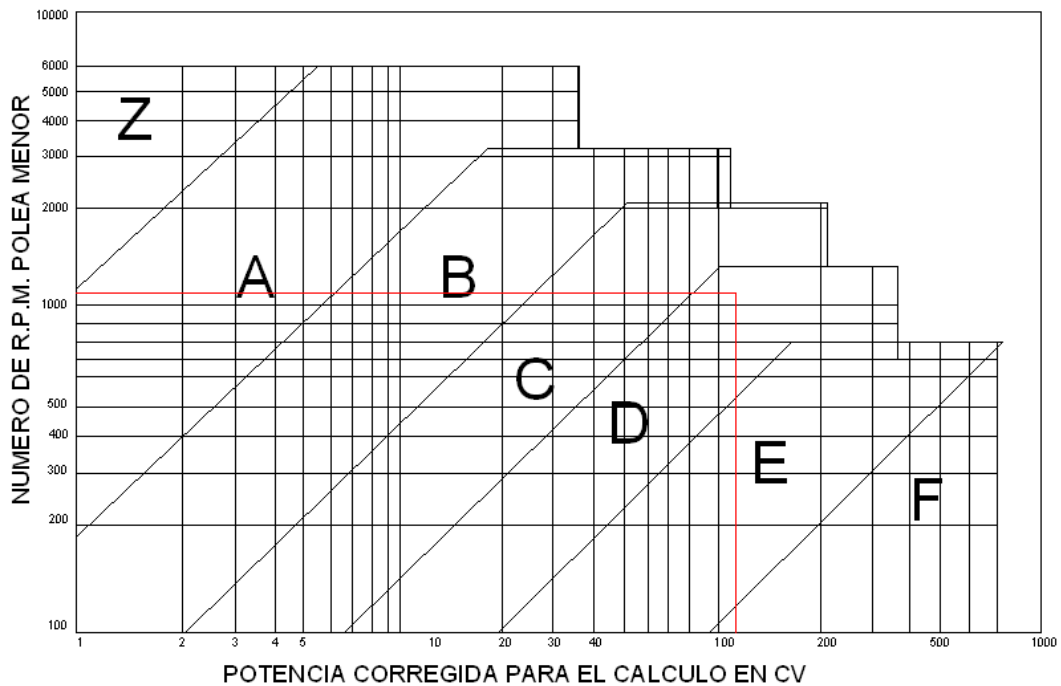 10000
6000
5000
4000
3000
2000
1000
500
400
300
200
100
NUMERO DE R.P.M. POLEA MENOR
Z
A
B
C
D
E
F
1 2 3 4 5 10 20 30 40 100 200 500 1000
POTENCIA CORREGIDA PARA EL CALCULO EN CV